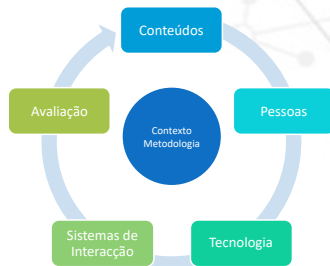 Conteúdos
Avaliação
Pessoas
Contexto
Metodologia
Sistemas de
Interacção
Tecnologia